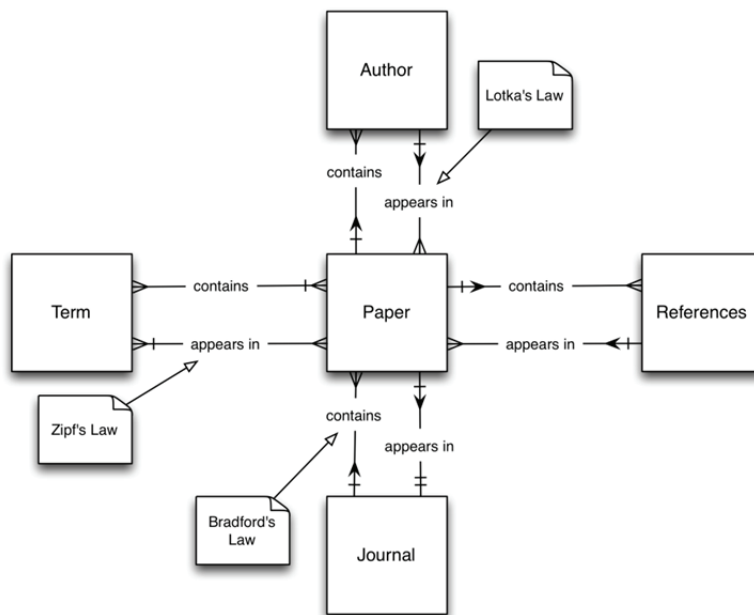 Author
Lotka's Law
contains
appears in
Term
contains
appears in
Paper
contains
appears in
References
Zipf's Law
contains
appears in
Bradford's
Law
Journal